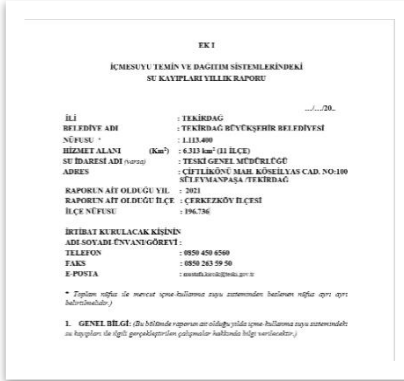 EK I
İÇMESUYU TEMİN VE DAĞITIM SİSTEMLERİNDEKİ
SU KAYIPLARI YILLIK RAPORU
.../.../20..
İLİ : TEKİRDAĞ
BELEDİYE ADI : TEKİRDAĞ BÜYÜKŞEHİR BELEDİYESİ
NÜFUSU * : 1.113.400
HİZMET ALANI (Km²) : 6.313 km² (11 İLÇE)
SU İDARESİ ADI (varsa) : TESKİ GENEL MÜDÜRLÜĞÜ
ADRES : ÇİFTLİKÖNÜ MAH. KÖSEİLYAS CAD. NO:100
SÜLEYMANPAŞA /TEKİRDAĞ
RAPORUN AİT OLDUĞU YIL : 2021
RAPORUN AİT OLDUĞU İLÇE : ÇERKEZKÖY İLÇESİ
İLÇE NÜFUSU : 196.736
İRTİBAT KURULACAK KİŞİNİN
ADI-SOYADI-ÜNVANI/GÖREVİ :
TELEFON : 0850 450 6560
FAKS : 0850 263 59 50
E-POSTA :
* Toplam nüfus ile mevcut içme-kullanma suyu sisteminden beslenen nüfus ayrı ayrı
belirtilmelidir.)
1. GENEL BİLGİ: (Bu bölümde raporun ait olduğu yılda içme-kullanma suyu sistemindeki
su kayıpları ile ilgili gerçekleştirilen çalışmalar hakkında bilgi verilecektir.)